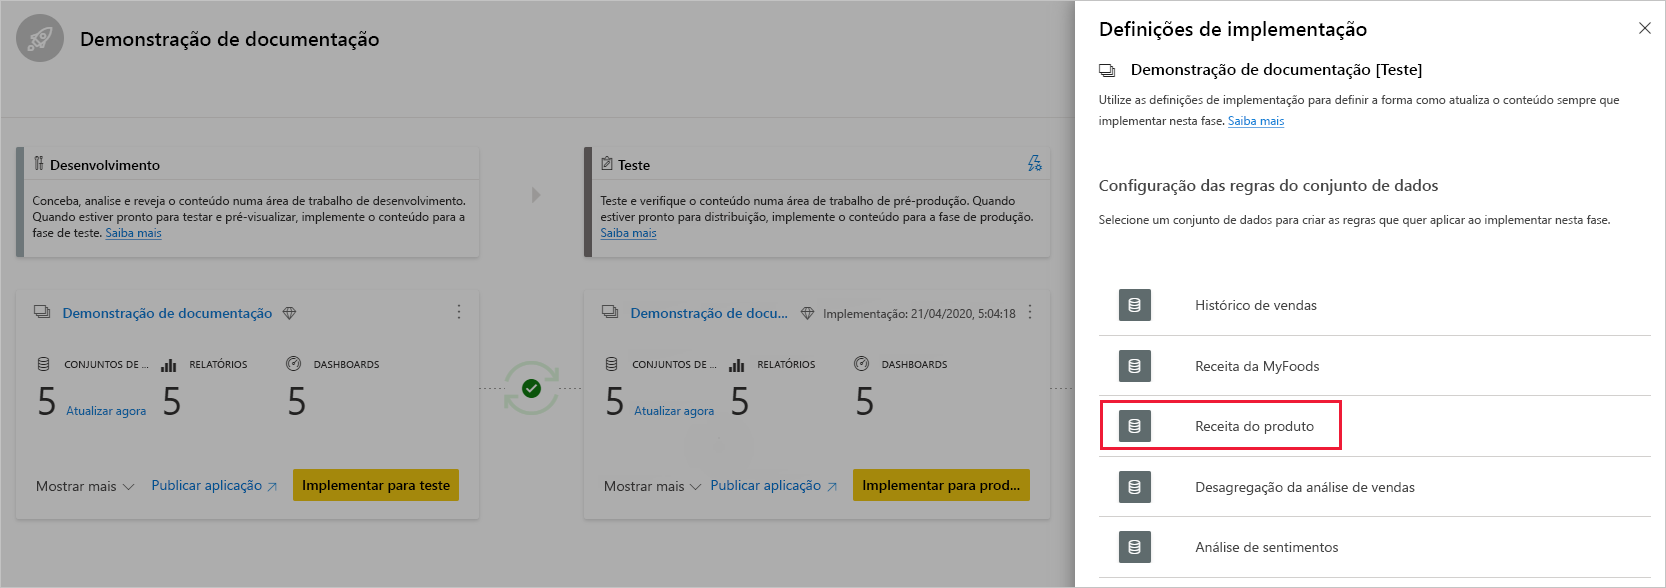 Demonstração de documentação
Desenvolvimento
Conceba, analise e reveja o conteúdo numa área de trabalho de desenvolvimento.
Quando estiver pronto para testar e pré-visualizar, implemente o conteúdo para a
fase de teste. Saiba mais
Teste
Teste e verifique o conteúdo numa área de trabalho de pré-produção. Quando
estiver pronto para distribuição, implemente o conteúdo para a fase de produção.
Saiba mais
Demonstração de documentação
CONJUNTOS DE ... RELATÓRIOS DASHBOARDS
5 Atualizar agora 5 5
Mostrar mais Publicar aplicação Implementar para teste
Demonstração de docu... Implementação: 21/04/2020, 5:04:18
CONJUNTOS DE ... RELATÓRIOS DASHBOARDS
5 Atualizar agora 5 5
Mostrar mais Publicar aplicação Implementar para prod...
Definições de implementação
Demonstração de documentação [Teste]
Utilize as definições de implementação para definir a forma como atualiza o conteúdo sempre que
implementar nesta fase. Saiba mais
Configuração das regras do conjunto de dados
Selecione um conjunto de dados para criar as regras que quer aplicar ao implementar nesta fase.
Histórico de vendas
Receita da MyFoods
Receita do produto
Desagregação da análise de vendas
Análise de sentimentos